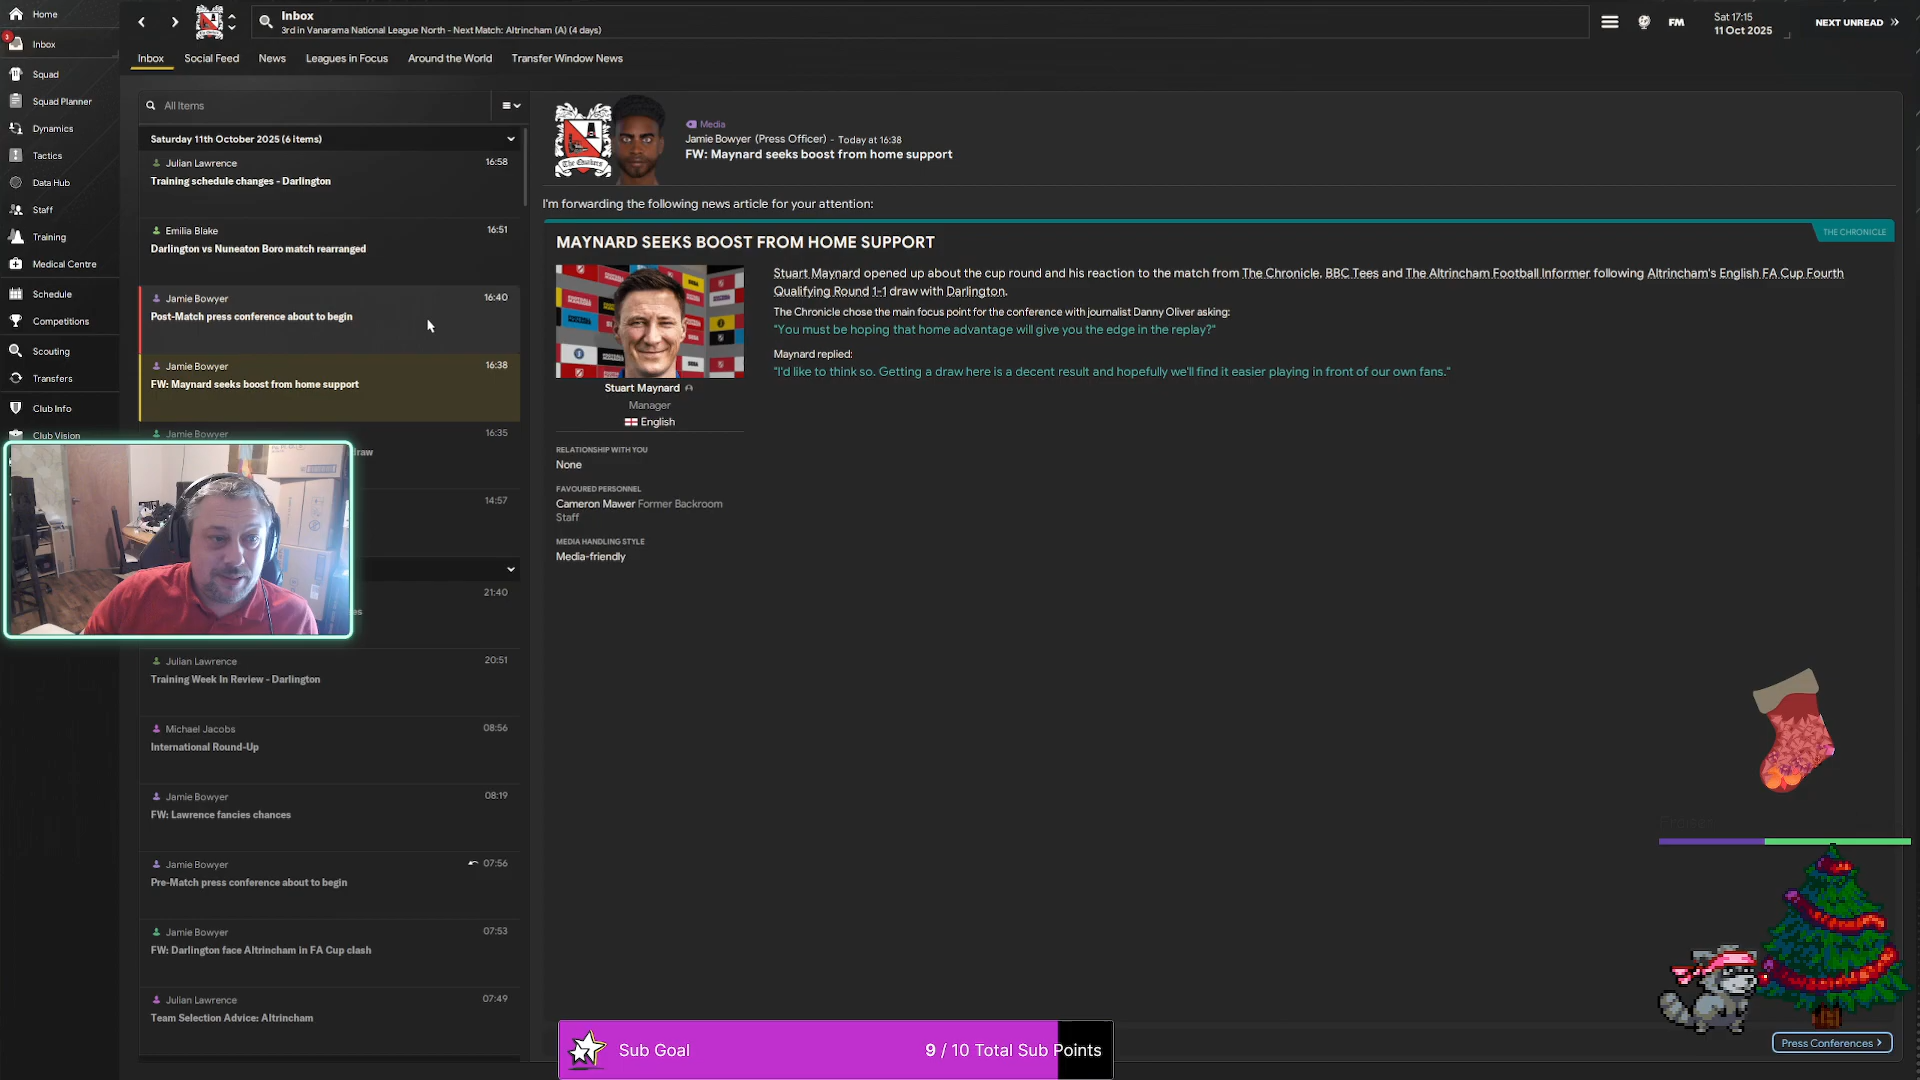 Home
Inbox
3
Squad
Squad Planner
Dynamics
Tactics
Data Hub
Staff
Training
Medical Centre
Schedule
Competitions
Scouting
Transfers
Club Info
Club Vision
Inbox
3rd in Vanarama National League North - Next Match: Altrincham (A) (4 days)
FM
Sat 17:15
11 Oct 2025
NEXT UNREAD
Inbox
Social Feed
News
Leagues in Focus
Around the World
Transfer Window News
All Items
Saturday 11th October 2025 (6 items)
Julian Lawrence 16:58
Training schedule changes - Darlington
Emilia Blake 16:51
Darlington vs Nuneaton Boro match rearranged
Jamie Bowyer 16:40
Post-Match press conference about to begin
Jamie Bowyer 16:38
FW: Maynard seeks boost from home support
Jamie Bowyer 16:35
draw
14:57
21:40
Julian Lawrence 20:51
Training Week In Review - Darlington
Michael Jacobs 08:56
International Round-Up
Jamie Bowyer 08:19
FW: Lawrence fancies chances
Jamie Bowyer 07:56
Pre-Match press conference about to begin
Jamie Bowyer 07:53
FW: Darlington face Altrincham in FA Cup clash
Julian Lawrence 07:49
Team Selection Advice: Altrincham
The Quakers
Media
Jamie Bowyer (Press Officer) - Today at 16:38
FW: Maynard seeks boost from home support
I'm forwarding the following news article for your attention:
THE CHRONICLE
MAYNARD SEEKS BOOST FROM HOME SUPPORT
Stuart Maynard opened up about the cup round and his reaction to the match from The Chronicle, BBC Tees and The Altrincham Football Informer following Altrincham's English FA Cup Fourth
Qualifying Round 1-1 draw with Darlington.
The Chronicle chose the main focus point for the conference with journalist Danny Oliver asking:
"You must be hoping that home advantage will give you the edge in the replay?"
Maynard replied:
"I'd like to think so. Getting a draw here is a decent result and hopefully we'll find it easier playing in front of our own fans."
Stuart Maynard
Manager
English
RELATIONSHIP WITH YOU
None
FAVOURED PERSONNEL
Cameron Mawer Former Backroom
Staff
MEDIA HANDLING STYLE
Media-friendly
Sub Goal
9 / 10 Total Sub Points
Press Conferences